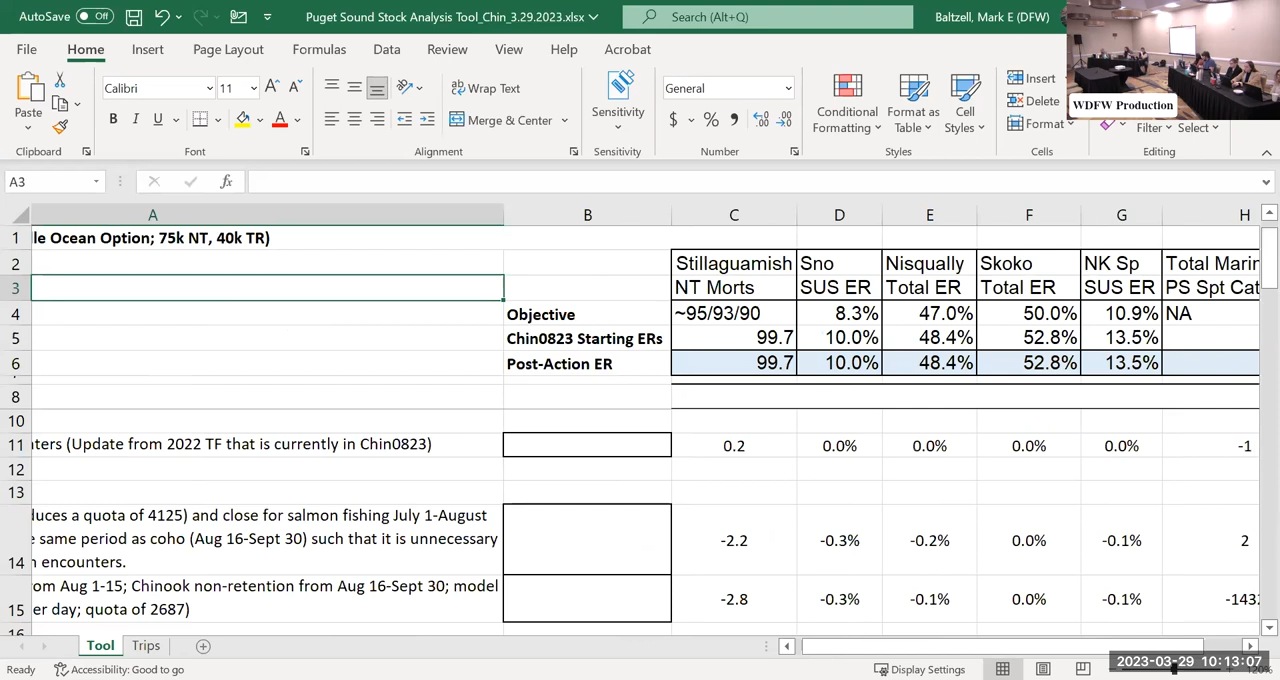 AutoSave Off Puget Sound Stock Analysis Tool_Chin_3.29.2023.xlsx Search (Alt+Q) Baltzell, Mark E (DFW)
File Home Insert Page Layout Formulas Data Review View Help Acrobat
WDFW Production
Paste Calibri 11 Wrap Text Merge & Center Sensitivity General Conditional Formatting Format as Table Cell Styles Insert Delete Format Filter Select
Clipboard Font Alignment Sensitivity Number Styles Cells Editing
A3 fx
A B C D E F G H
1 le Ocean Option; 75k NT, 40k TR)
2 Stillaguamish Sno Nisqually Skoko NK Sp Total Marin
3 NT Morts SUS ER Total ER Total ER SUS ER PS Spt Cat
4 Objective ~95/93/90 8.3% 47.0% 50.0% 10.9% NA
5 Chin0823 Starting ERs 99.7 10.0% 48.4% 52.8% 13.5%
6 Post-Action ER 99.7 10.0% 48.4% 52.8% 13.5%
8
10
11 nters (Update from 2022 TF that is currently in Chin0823) 0.2 0.0% 0.0% 0.0% 0.0% -1
12
13
duces a quota of 4125) and close for salmon fishing July 1-August
e same period as coho (Aug 16-Sept 30) such that it is unnecessary
14 n encounters. -2.2 -0.3% -0.2% 0.0% -0.1% 2
om Aug 1-15; Chinook non-retention from Aug 16-Sept 30; model
15 er day; quota of 2687) -2.8 -0.3% -0.1% 0.0% -0.1% -143
16
Tool Trips
Ready Accessibility: Good to go Display Settings 2023-03-29 10:13:07 120%